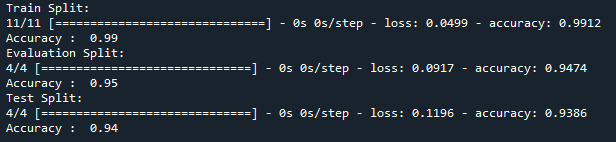 Train Split:
11/11 [==============================] - 0s 0s/step - loss: 0.0499 - accuracy: 0.9912
Accuracy :  0.99
Evaluation Split:
4/4 [==============================] - 0s 0s/step - loss: 0.0917 - accuracy: 0.9474
Accuracy :  0.95
Test Split:
4/4 [==============================] - 0s 0s/step - loss: 0.1196 - accuracy: 0.9386
Accuracy :  0.94